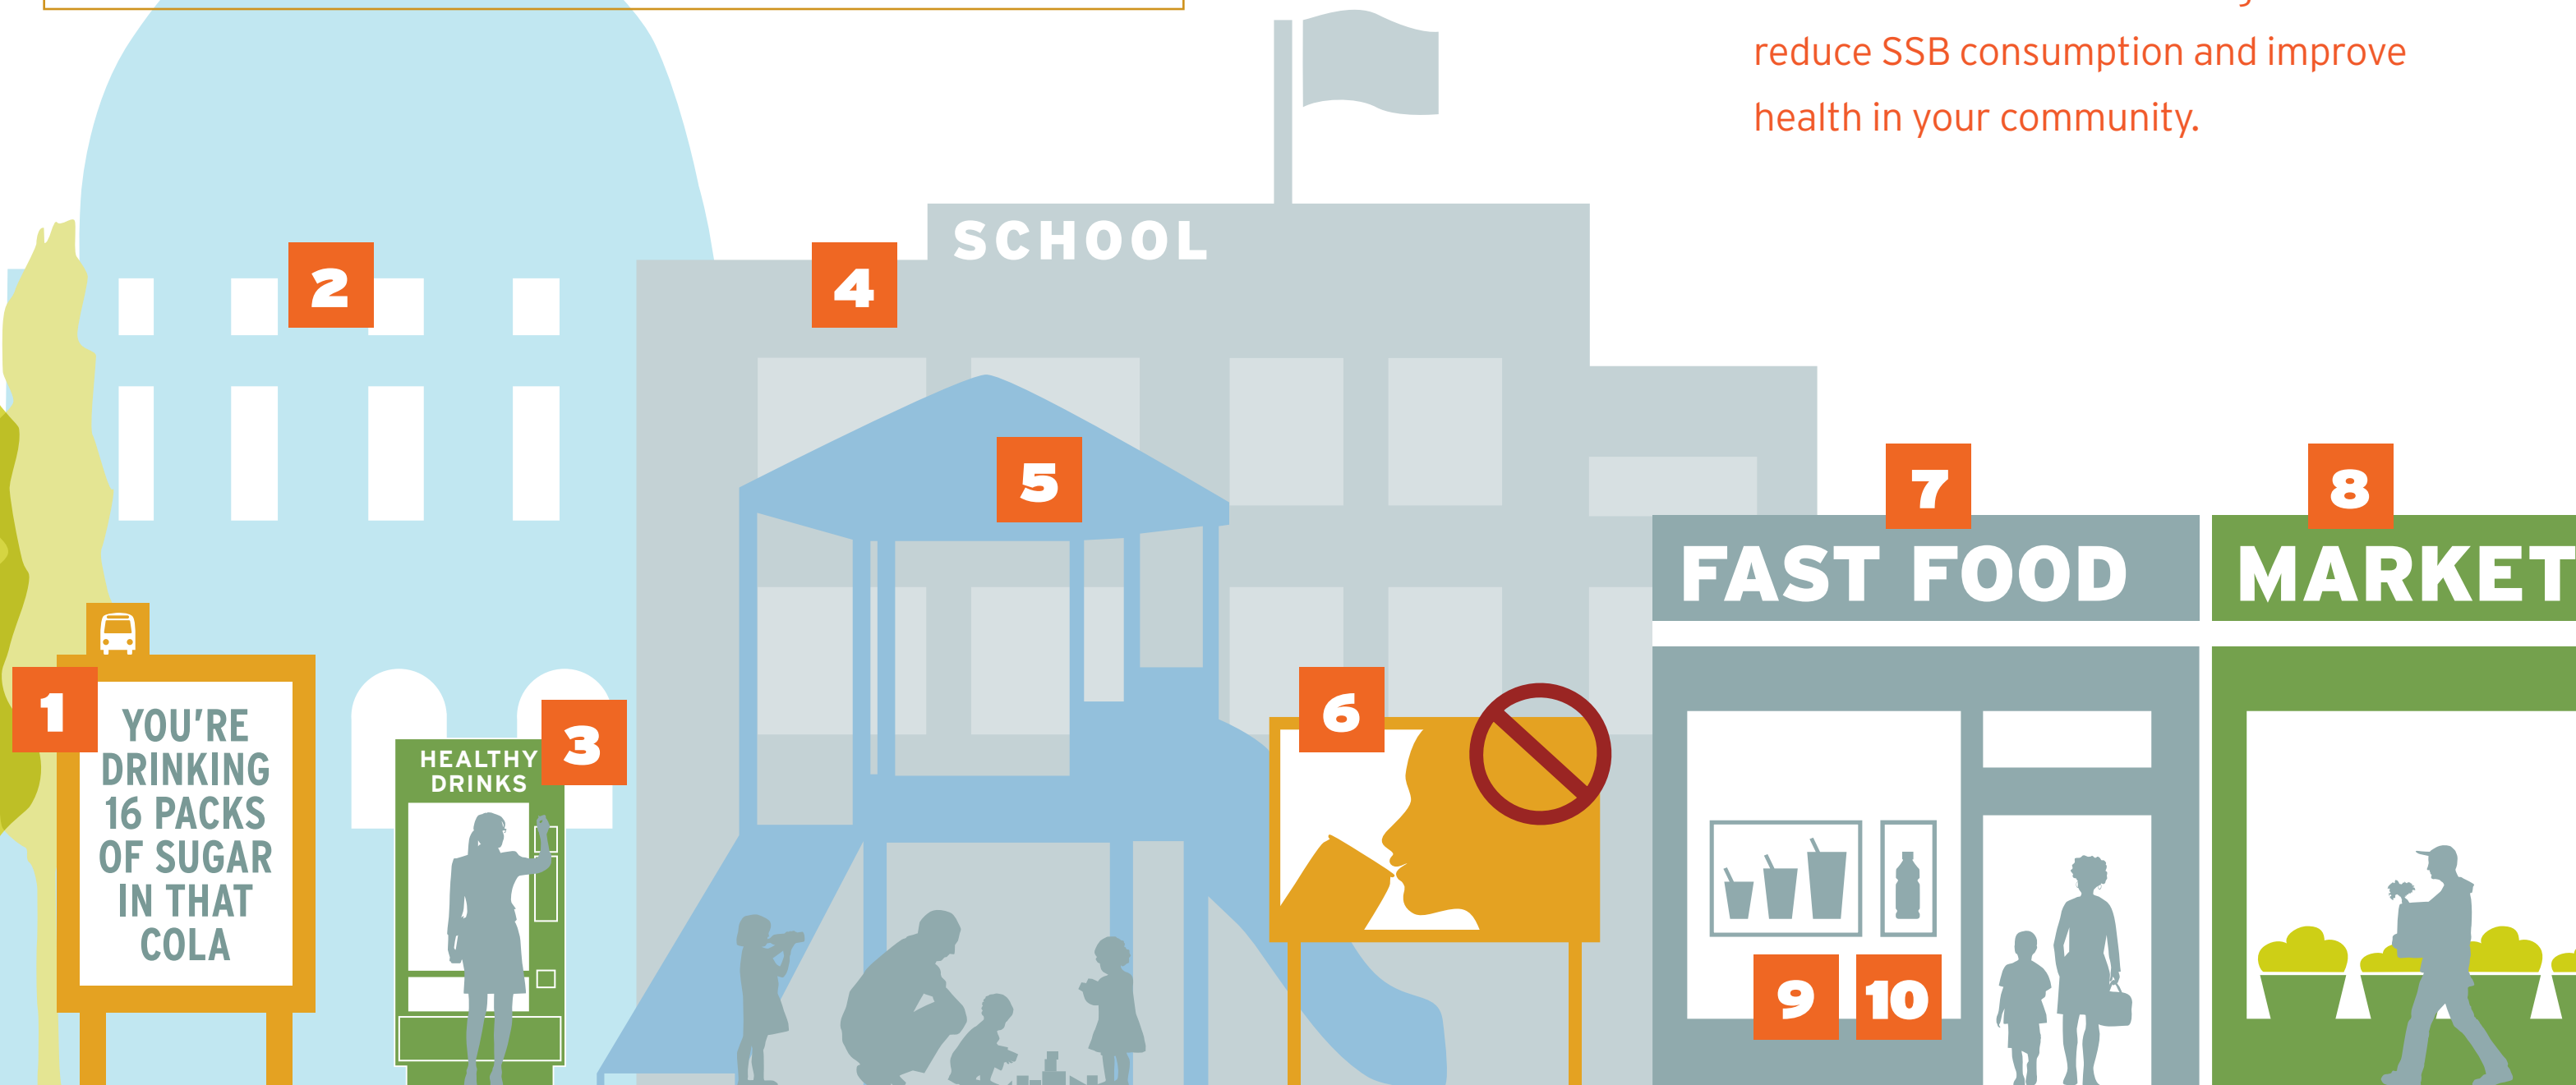 reduce SSB consumption and improve
health in your community.
SCHOOL
2
4
5
7
8
FAST FOOD
MARKET
1
YOU'RE
DRINKING
16 PACKS
OF SUGAR
IN THAT
COLA
3
HEALTHY
DRINKS
6
9
10